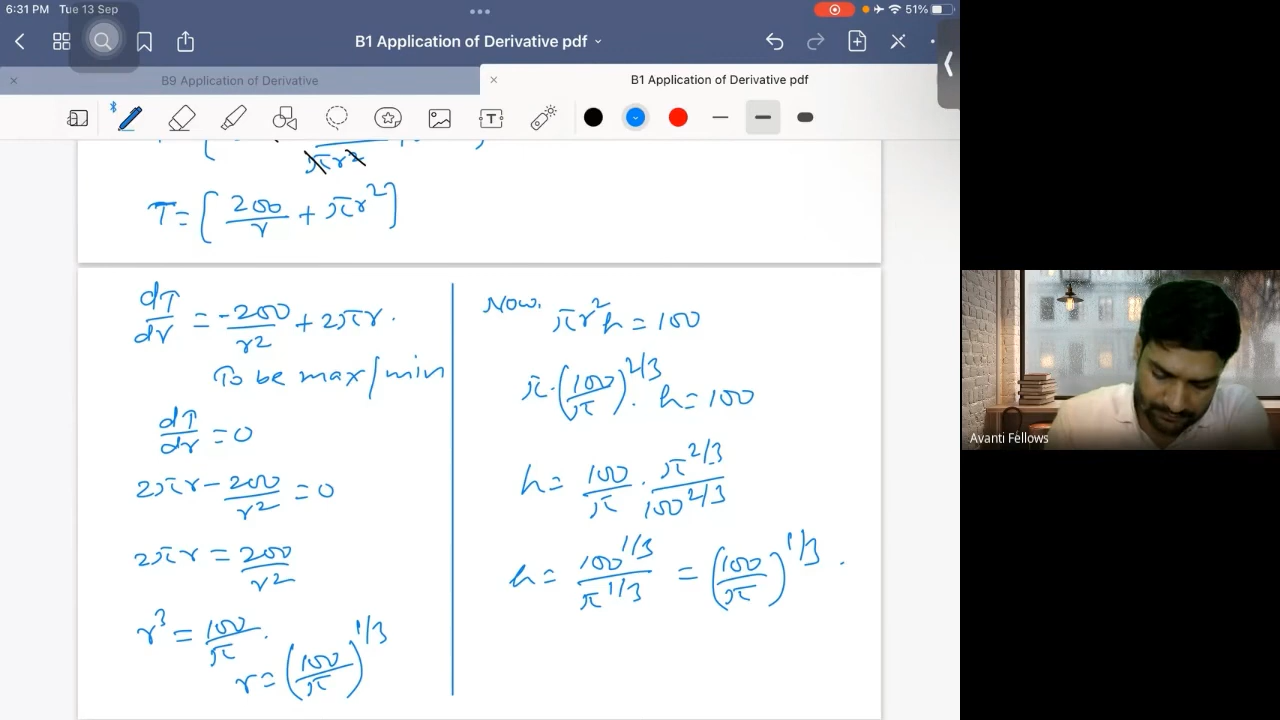 6:31 PM Tue 13 Sep
51%
B1 Application of Derivative pdf
B9 Application of Derivative
B1 Application of Derivative pdf
πr²
T = [200/r + πr²]
dT/dr = -200/r² + 2πr.
To be max/min
dT/dr = 0
2πr - 200/r² = 0
2πr = 200/r²
r³ = 100/π.
r = (100/π)^1/3
Now. πr²h = 100
π·(100/π)^2/3 · h = 100
h = 100/π · π^2/3/100^2/3
h = 100^1/3/π^1/3 = (100/π)^1/3 .
Avanti Fellows